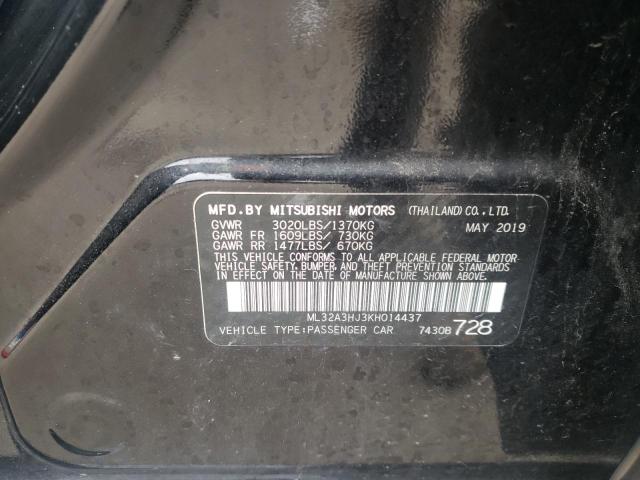 MFD.BY MITSUBISHI MOTORS (THAILAND) CO.,LTD.
GVWR 3020LBS/1370KG MAY 2019
GAWR FR 1609LBS/ 730KG
GAWR RR 1477LBS/ 670KG
THIS VEHICLE CONFORMS TO ALL APPLICABLE FEDERAL MOTOR
VEHICLE SAFETY, BUMPER, AND THEFT PREVENTION STANDARDS
IN EFFECT ON THE DATE OF MANUFACTURE SHOWN ABOVE.
ML32A3HJ3KH014437
VEHICLE TYPE:PASSENGER CAR 74308 728